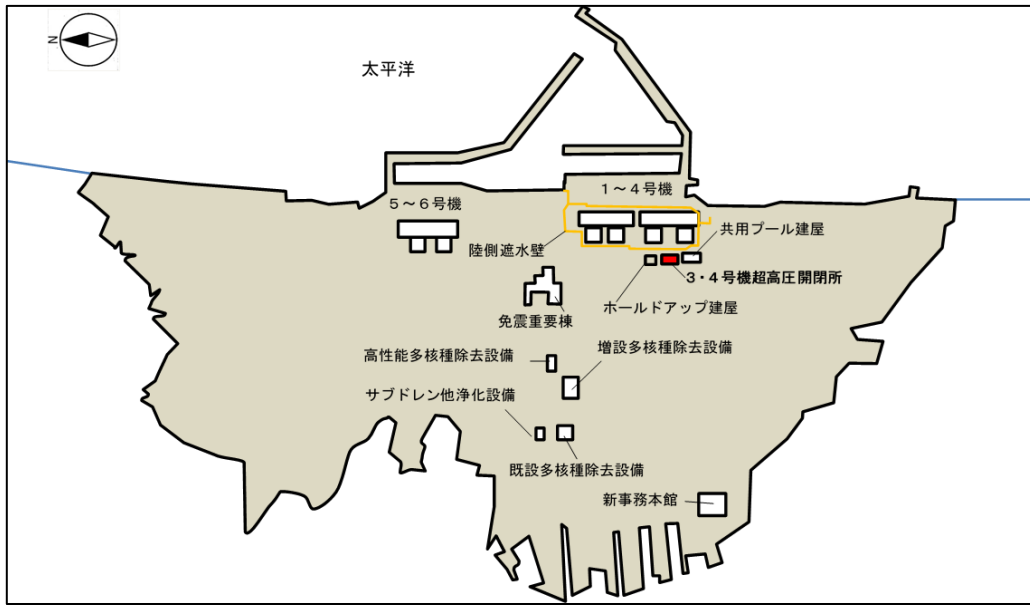 N
太平洋
1～4号機
5～6号機
共用プール建屋
陸側遮水壁
3・4号機超高圧開閉所
ホールドアップ建屋
免震重要棟
増設多核種除去設備
高性能多核種除去設備
サブドレン他浄化設備
既設多核種除去設備
新事務本館